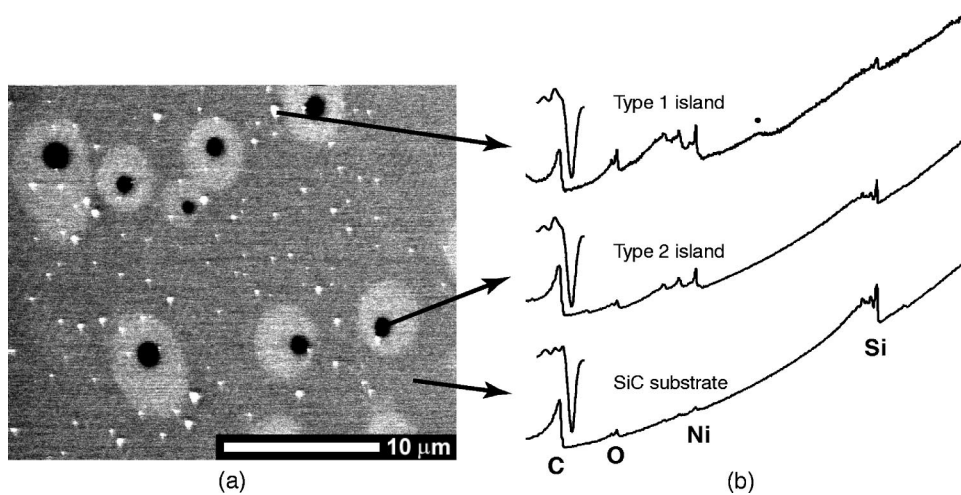 Type 1 island
Type 2 island
SiC substrate
Si
Ni
C
O
10 μm
(a)
(b)